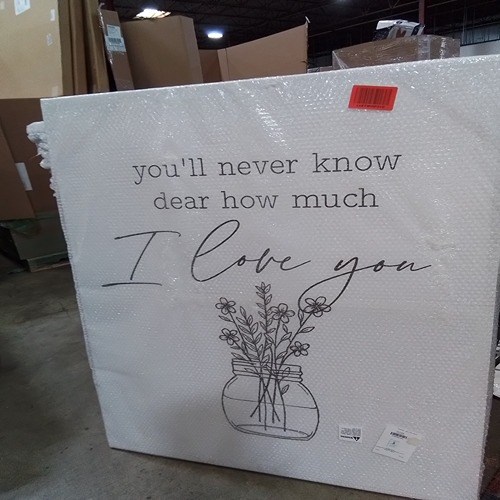 you'll never know
dear how much
I love you